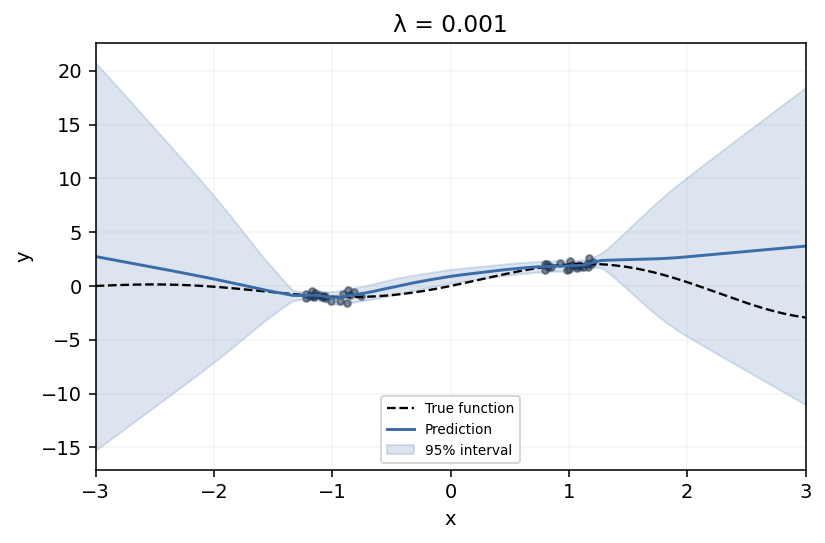 λ = 0.001
y
20
15
10
5
0
−5
−10
−15
True function
Prediction
95% interval
−3
−2
−1
0
1
2
3
x